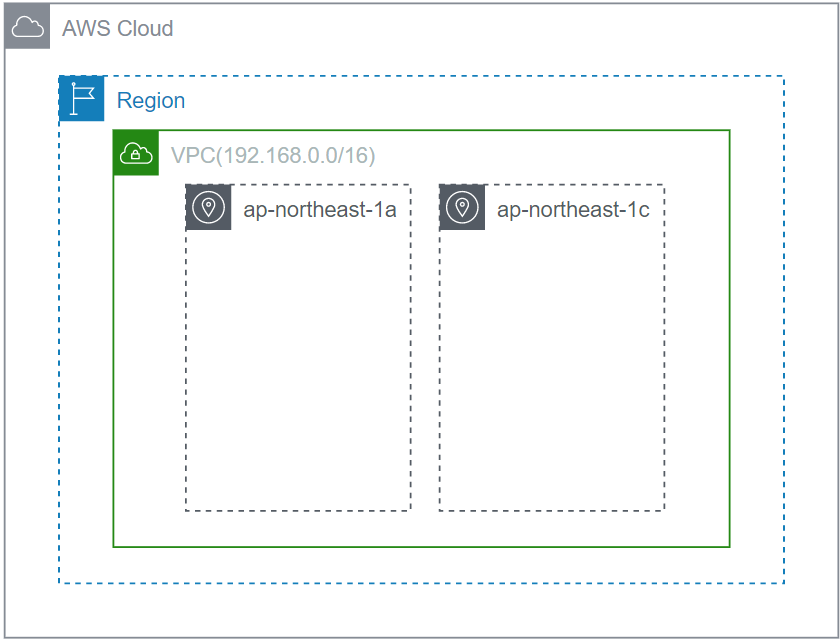 AWS Cloud
Region
VPC(192.168.0.0/16)
ap-northeast-1a
ap-northeast-1c